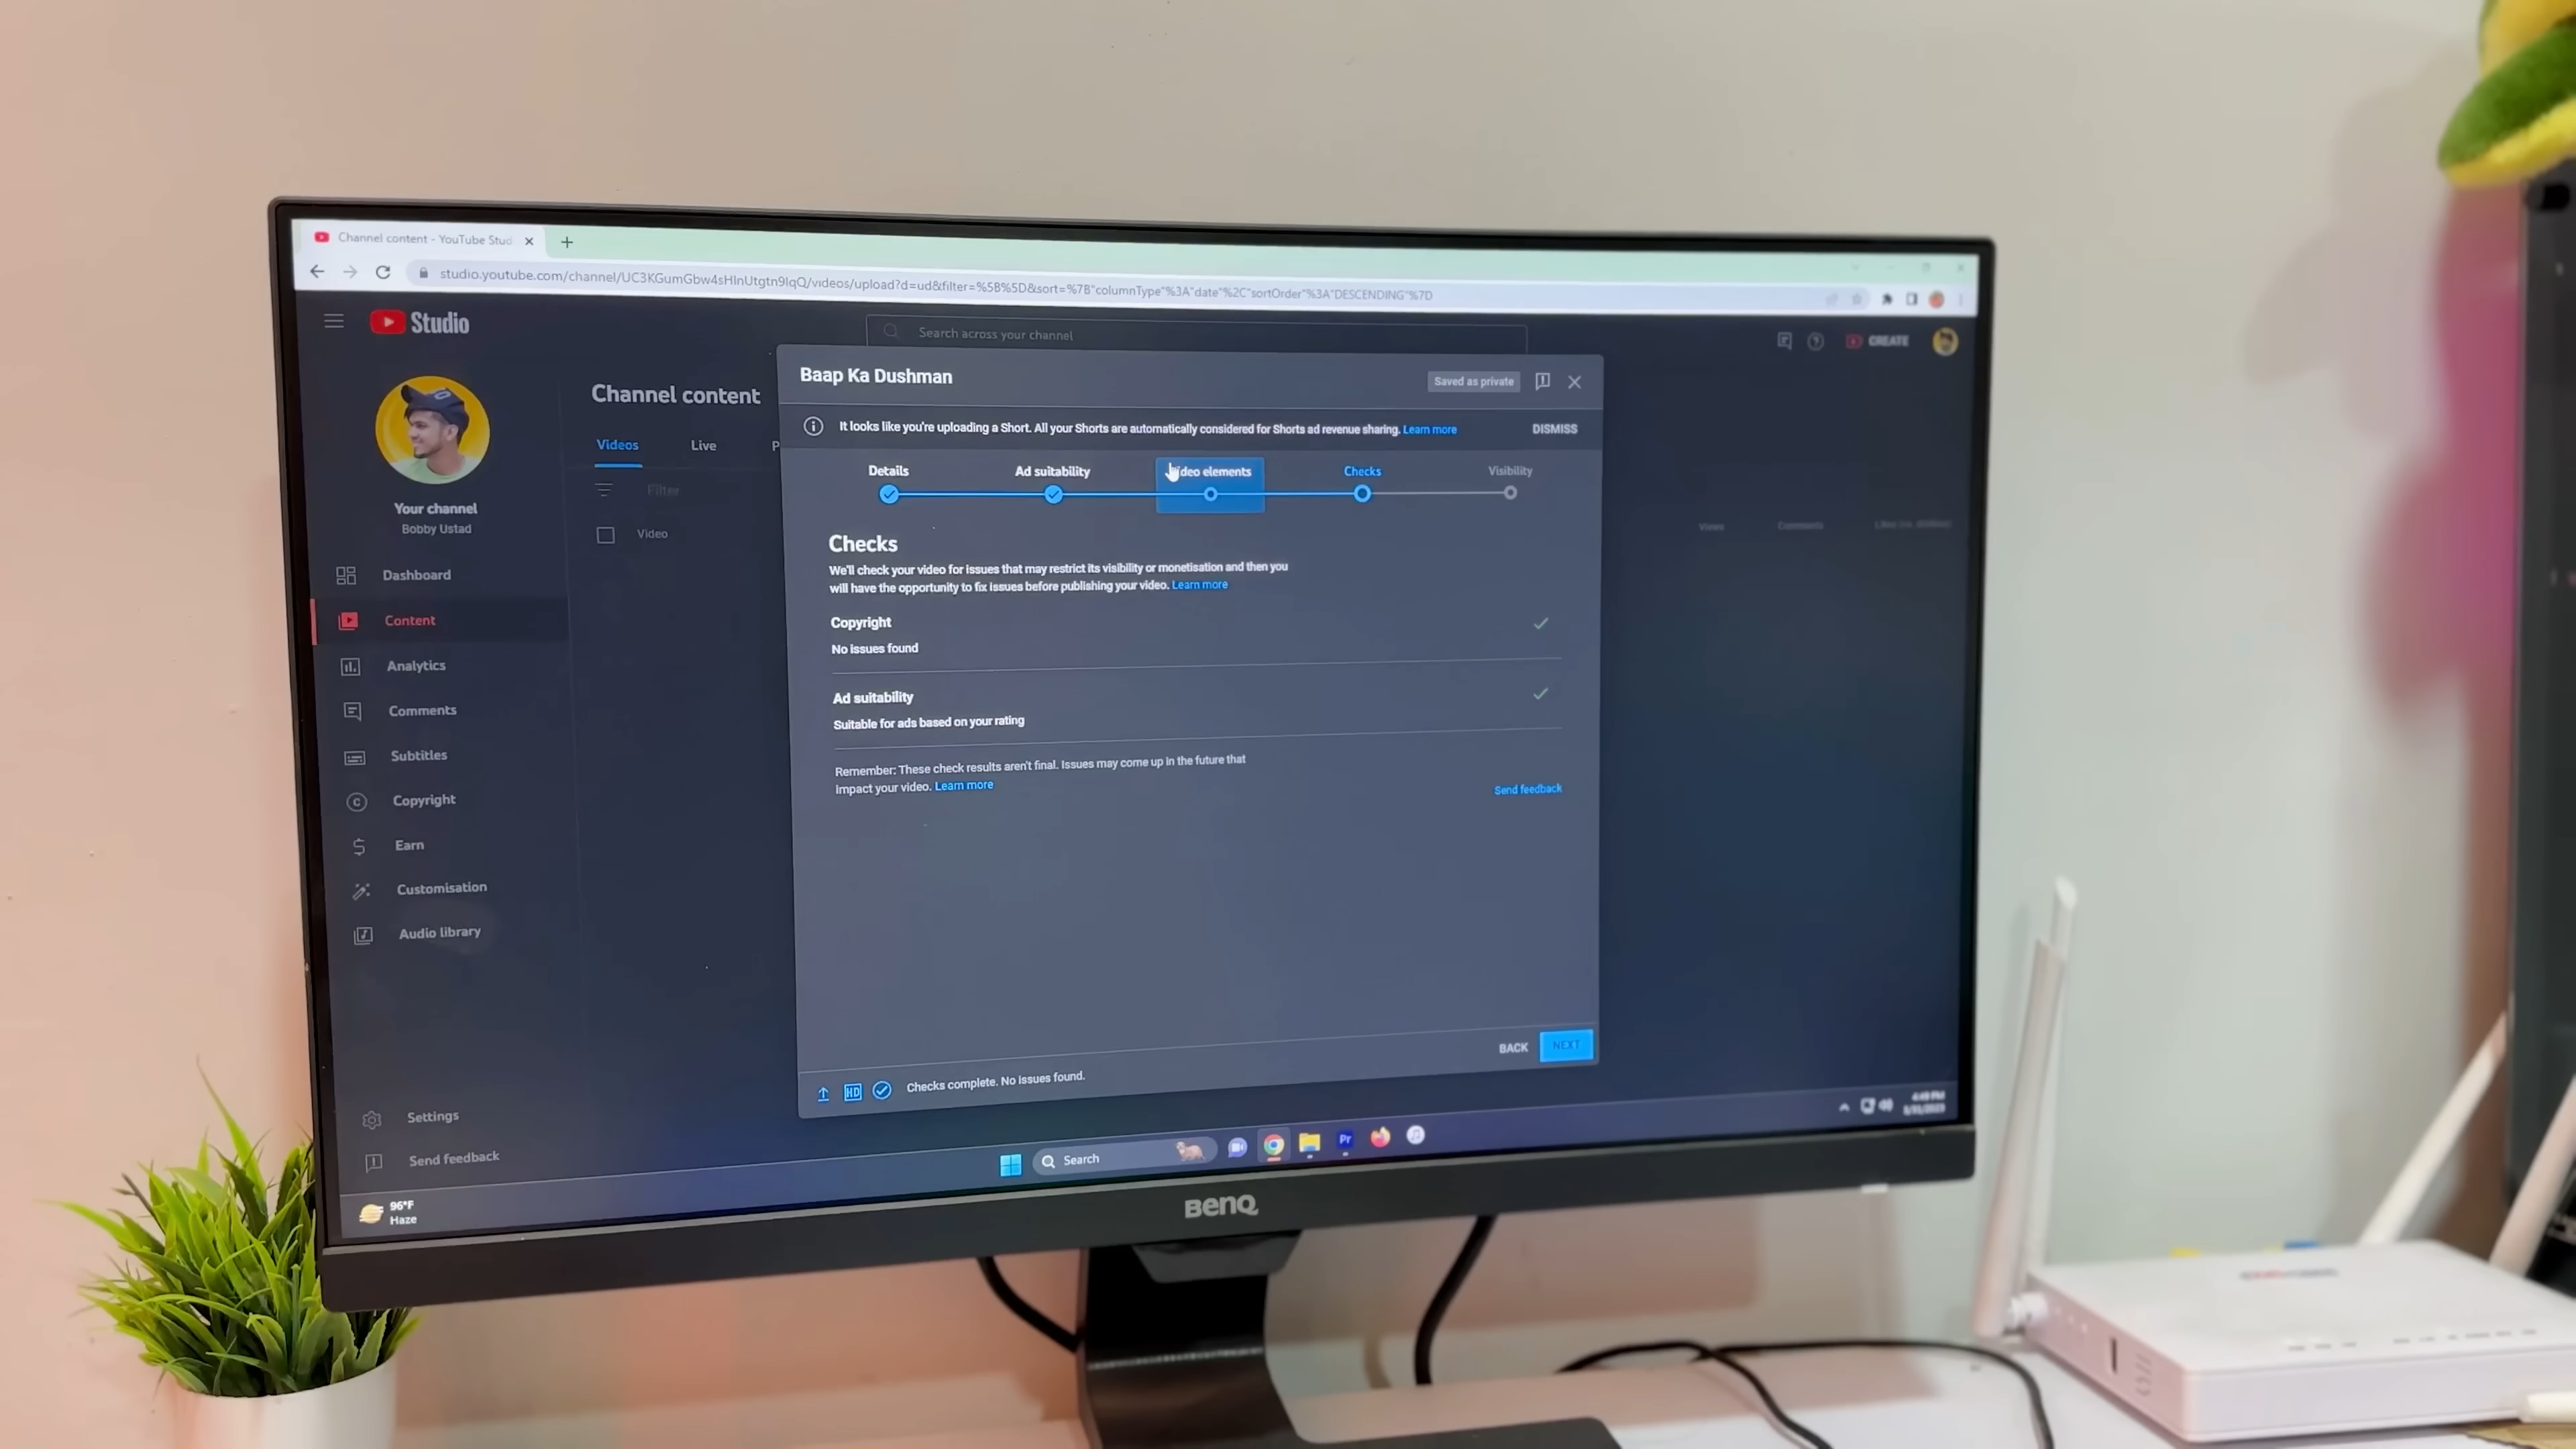 Channel content - YouTube Stud
studio.youtube.com/channel/UC3KGumGbw4sHlnUtgtn9IqQ/videos/upload?d=ud&filter=%5B%5D&sort=%7B"columnType"%3A"date"%2C"sortOrder"%3A"DESCENDING"%7D
Studio
Search across your channel
CREATE
Your channel
Bobby Ustad
Dashboard
Content
Analytics
Comments
Subtitles
Copyright
Earn
Customisation
Audio library
Settings
Send feedback
Channel content
Videos
Live
P
Filter
Video
Views
Comments
Baap Ka Dushman
Saved as private
It looks like you're uploading a Short. All your Shorts are automatically considered for Shorts ad revenue sharing. Learn more
DISMISS
Details
Ad suitability
ideo elements
Checks
Visibility
Checks
We'll check your video for issues that may restrict its visibility or monetisation and then you
will have the opportunity to fix issues before publishing your video. Learn more
Copyright
No issues found
Ad suitability
Suitable for ads based on your rating
Remember: These check results aren't final. Issues may come up in the future that
impact your video. Learn more
Send feedback
BACK
NEXT
HD
Checks complete. No issues found.
96°F
Haze
Search
Pr
4:49 PM
BenQ